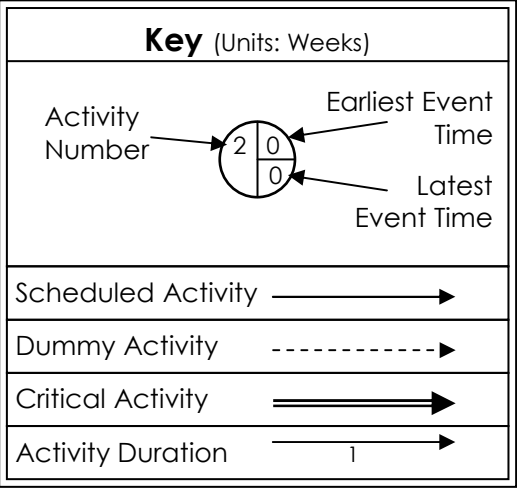 Key (Units: Weeks)
Activity
Number
2
0
0
Earliest Event
Time
Latest
Event Time
Scheduled Activity
Dummy Activity
Critical Activity
Activity Duration
1